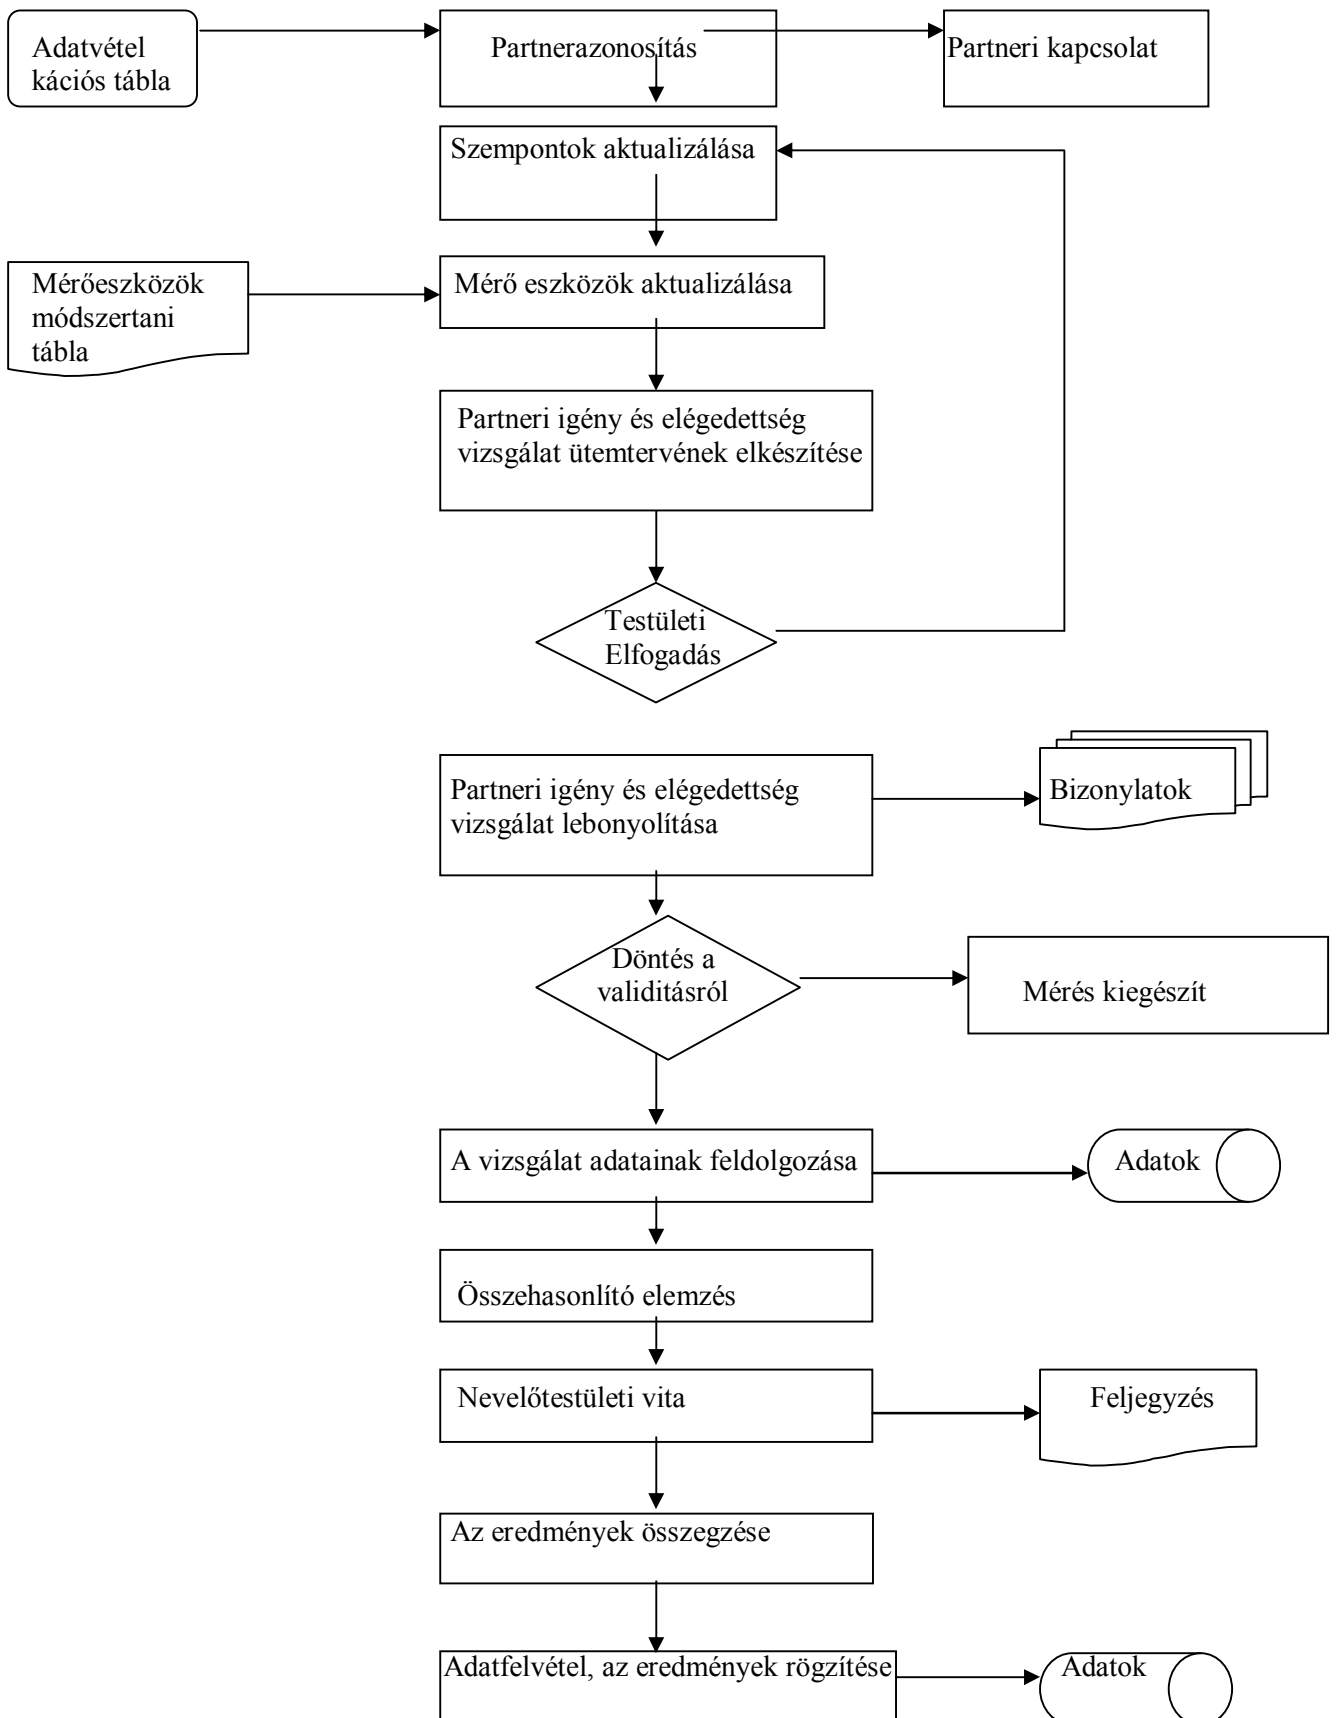 Adatvétel
kációs tábla
Partnerazonosítás
Partneri kapcsolat
Szempontok aktualizálása
Mérőeszközök
módszertani
tábla
Mérő eszközök aktualizálása
Partneri igény és elégedettség
vizsgálat ütemtervének elkészítése
Testületi
Elfogadás
Partneri igény és elégedettség
vizsgálat lebonyolítása
Bizonylatok
Döntés a
validitásról
Mérés kiegészít
A vizsgálat adatainak feldolgozása
Adatok
Összehasonlító elemzés
Nevelőtestületi vita
Feljegyzés
Az eredmények összegzése
Adatfelvétel, az eredmények rögzítése
Adatok